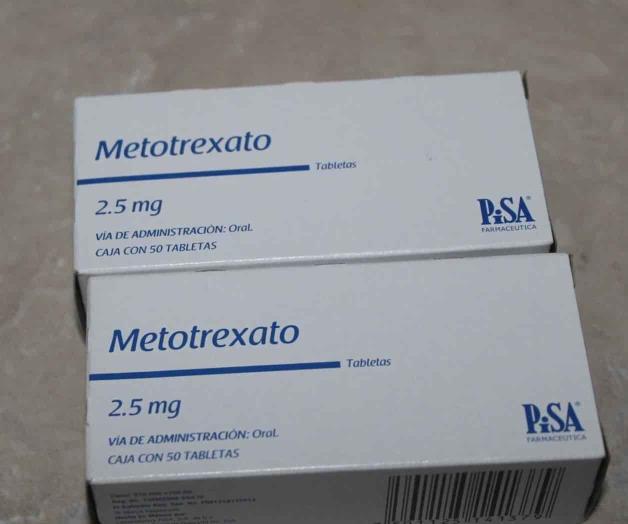 Metotrexato
Tabletas
2.5 mg
VÍA DE ADMINISTRACIÓN: Oral.
CAJA CON 50 TABLETAS
PiSA®
FARMACEUTICA
Metotrexato
Tabletas
2.5 mg
VÍA DE ADMINISTRACIÓN: Oral.
CAJA CON 50 TABLETAS
PiSA®
FARMACEUTICA